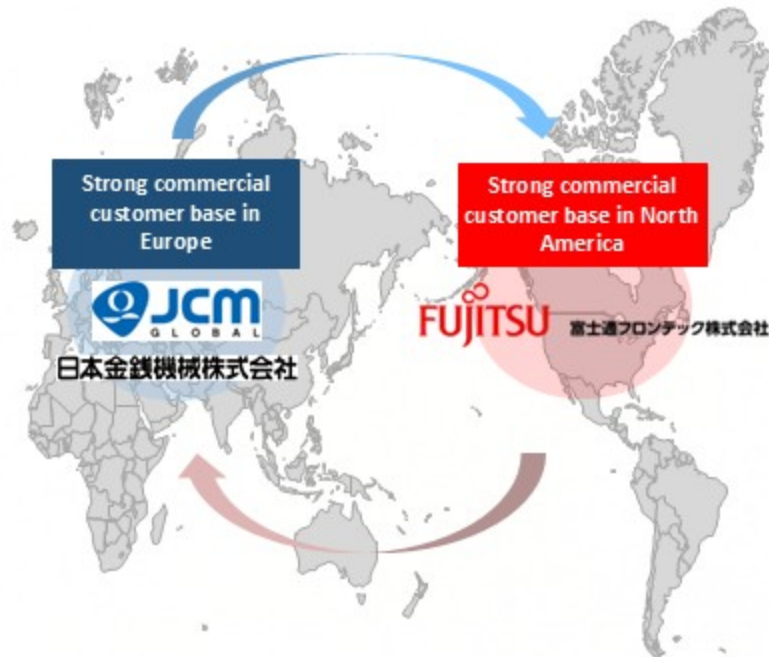 Strong commercial
customer base in
Europe
JCM
GLOBAL
日本金銭機械株式会社
Strong commercial
customer base in North
America
FUJITSU
富士通フロンテック株式会社